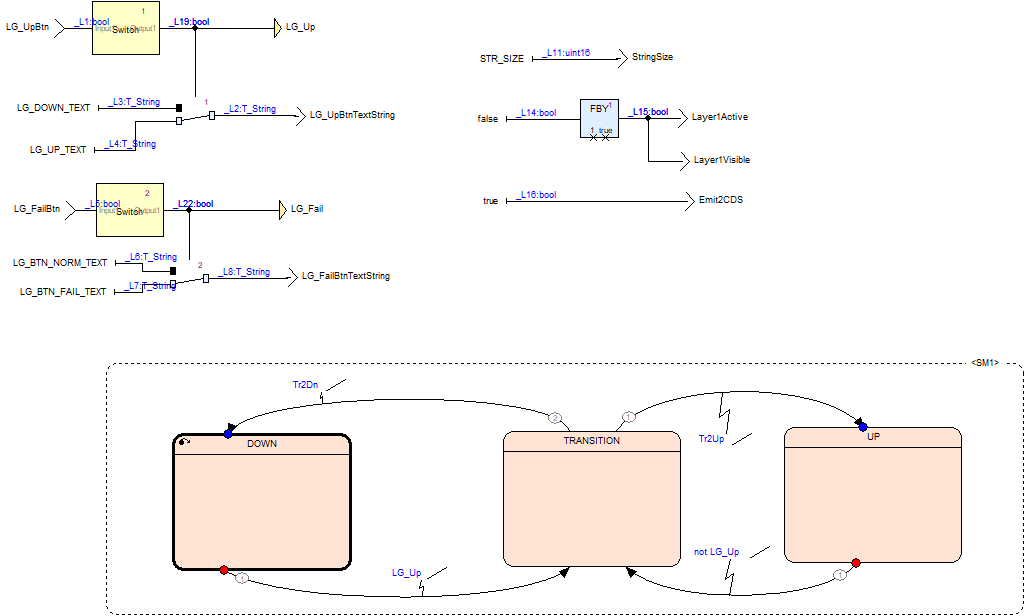 1
LG_UpBtn _L1:bool Input1 Switch Output1 _L19:bool LG_Up
STR_SIZE _L11:uint16 StringSize
LG_DOWN_TEXT _L3:T_String 1 _L2:T_String LG_UpBtnTextString
LG_UP_TEXT _L4:T_String
false _L14:bool FBY 1 _L15:bool Layer1Active
1 true
Layer1Visible
2
LG_FailBtn _L5:bool Input1 Switch Output1 _L22:bool LG_Fail
true _L16:bool Emit2CDS
LG_BTN_NORM_TEXT _L6:T_String 2 _L8:T_String LG_FailBtnTextString
LG_BTN_FAIL_TEXT _L7:T_String
<SM1>
Tr2Dn
2 1
Tr2Up
DOWN TRANSITION UP
LG_Up
not LG_Up
1 1